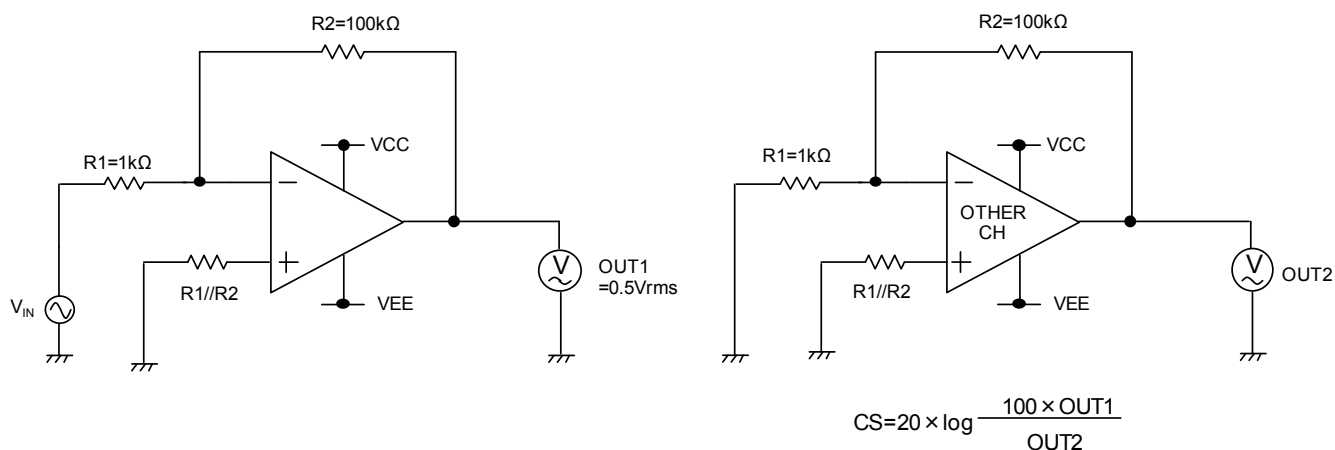 R2=100kΩ
VCC
R1=1kΩ
−
+
R1//R2
VEE
V
OUT1
=0.5Vrms
VIN
R2=100kΩ
VCC
R1=1kΩ
−
OTHER
CH
+
R1//R2
VEE
V
OUT2
CS=20×log 100×OUT1
OUT2